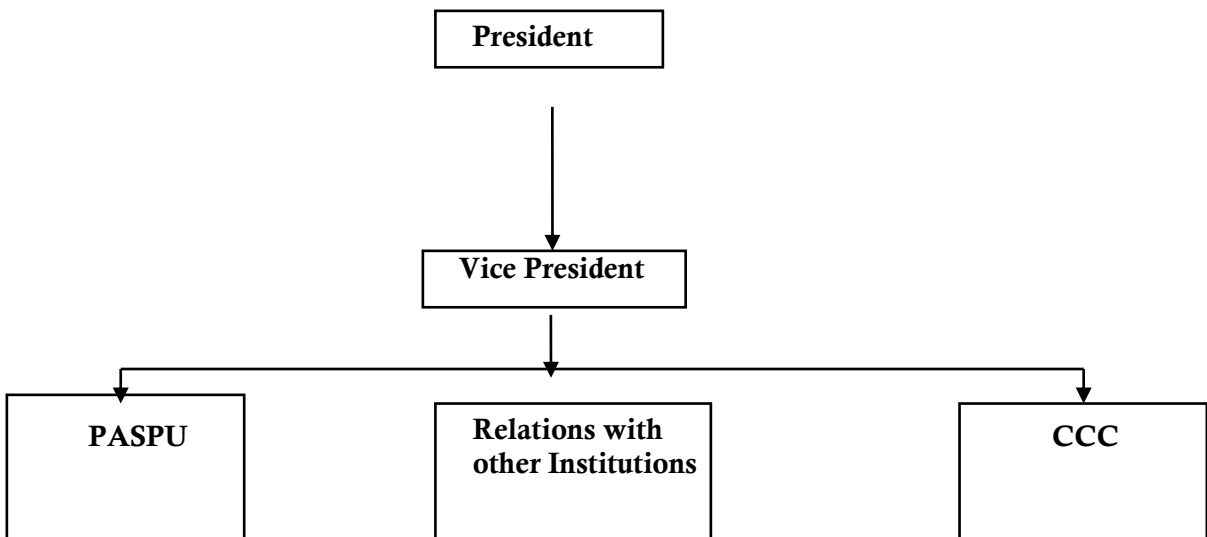 President
Vice President
PASPU
Relations with
other Institutions
CCC